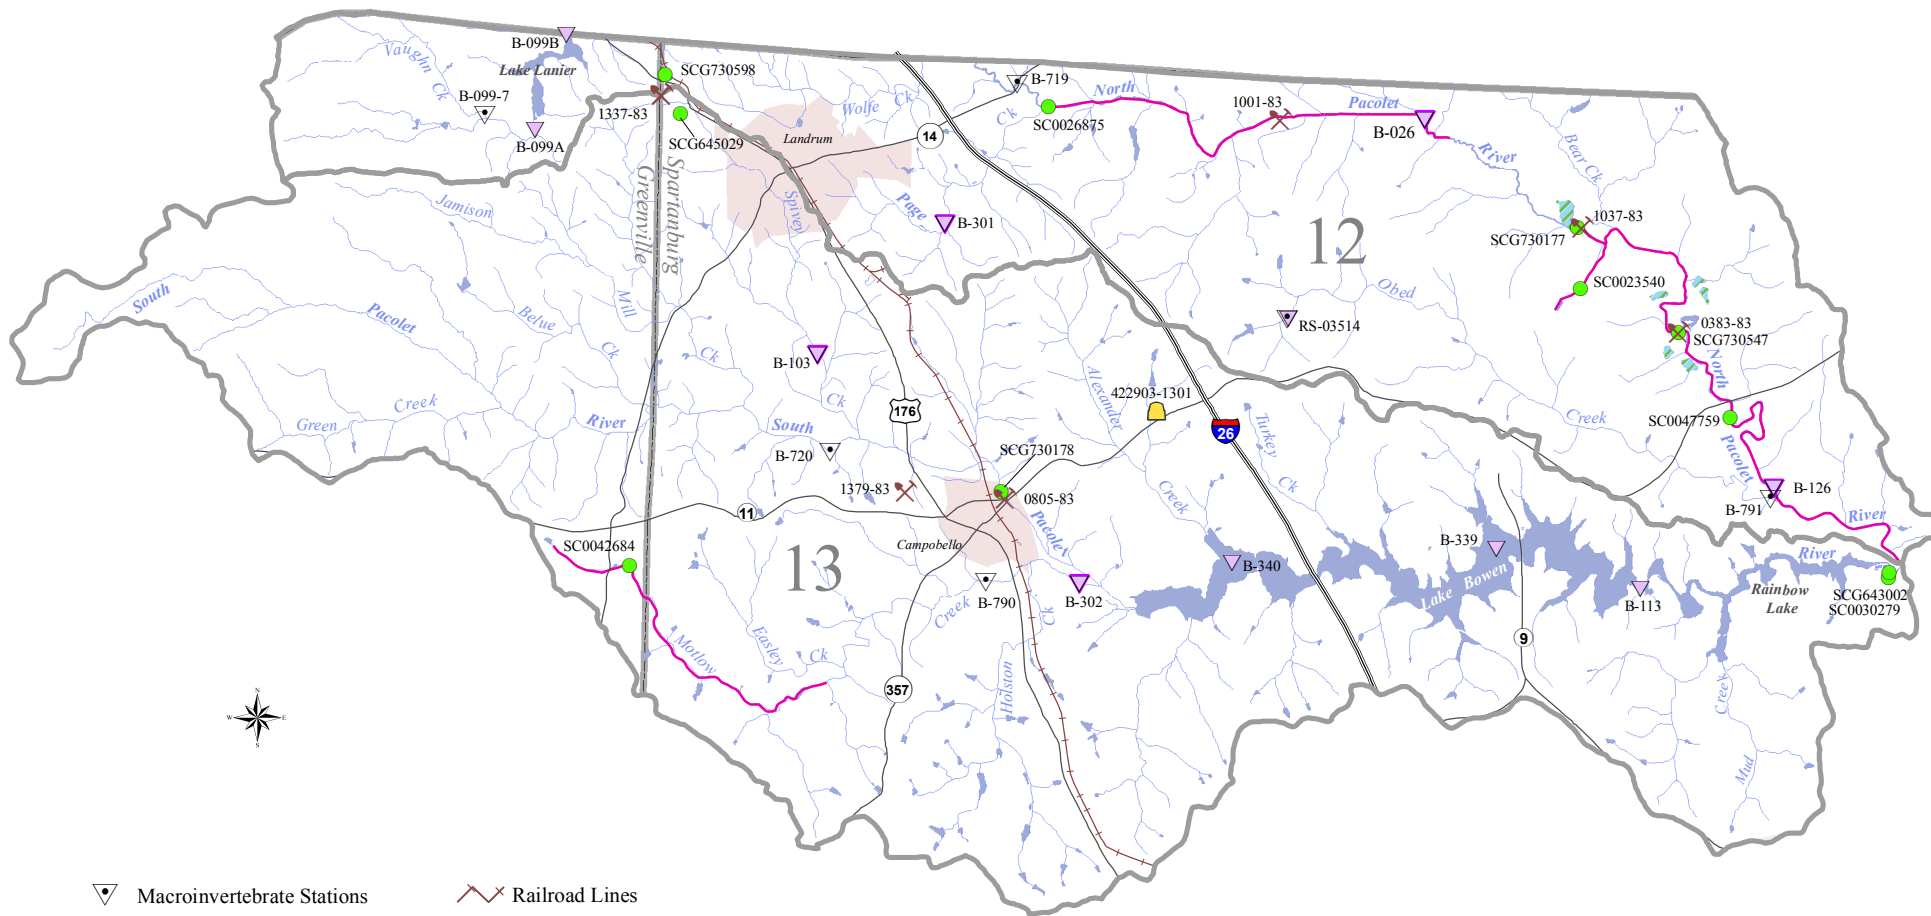 B-099B
Vaughn
Ck
Lake Lanier
SCG730598
B-099-7
1337-83
B-099A
SCG645029
Wolfe
Ck
Landrum
14
B-719
Ck
North
SC0026875
1001-83
Pacolet
B-026
River
Bear Ck
Greenville
Spartanburg
Jamison
Spivey
Page
B-301
12
1037-83
SCG730177
SC0023540
Obed
RS-03514
0383-83
SCG730547
North
South
Pacolet
Belue
Ck
Mill
Ck
B-103
Ck
176
Alexander
422903-1301
26
Turkey
Ck
Creek
SC0047759
Pacolet
Green
Creek
River
South
B-720
SCG730178
1379-83
0805-83
Pacolet
Creek
B-126
B-791
River
11
SC0042684
13
Campobello
B-790
Creek
B-302
Ck
B-340
B-339
Lake Bowen
B-113
River
Rainbow
Lake
SCG643002
SC0030279
9
Motlow
Easley
Ck
357
Holston
Creek
Mud
N
W
E
S
Macroinvertebrate Stations
Railroad Lines